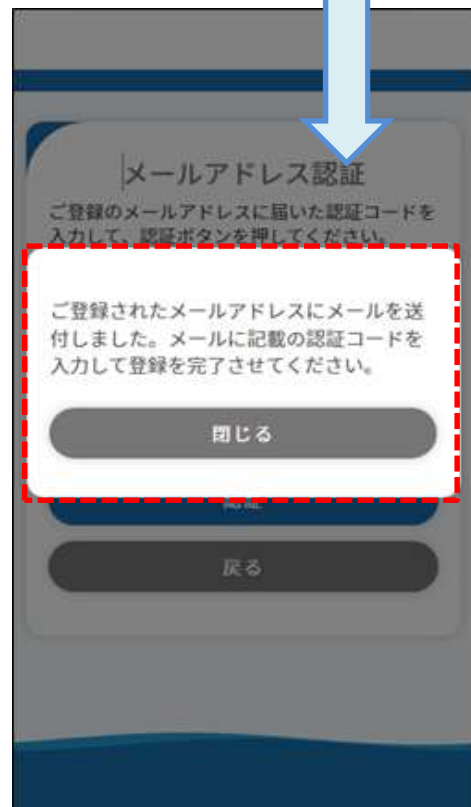 メールアドレス認証
ご登録のメールアドレスに届いた認証コードを
入力して、認証ボタンを押してください。
ご登録されたメールアドレスにメールを送
付しました。メールに記載の認証コードを
入力して登録を完了させてください。
閉じる
戻る